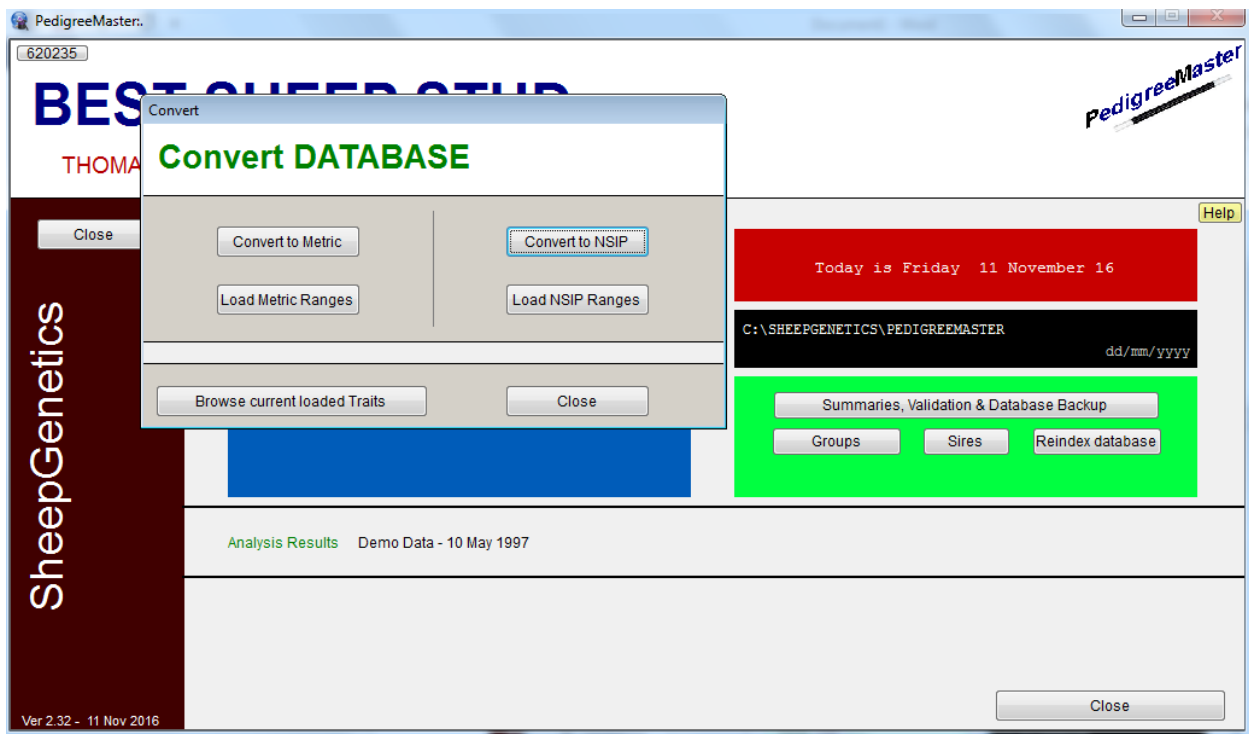 PedigreeMaster:.
620235
PedigreeMaster
BEST SHEEP STUD
THOMA
Convert
Convert DATABASE
Convert to Metric
Convert to NSIP
Load Metric Ranges
Load NSIP Ranges
Browse current loaded Traits
Close
Close
Help
Today is Friday 11 November 16
C:\SHEEPGENETICS\PEDIGREEMASTER
dd/mm/yyyy
Summaries, Validation & Database Backup
Groups
Sires
Reindex database
SheepGenetics
Analysis Results Demo Data - 10 May 1997
Ver 2.32 - 11 Nov 2016
Close